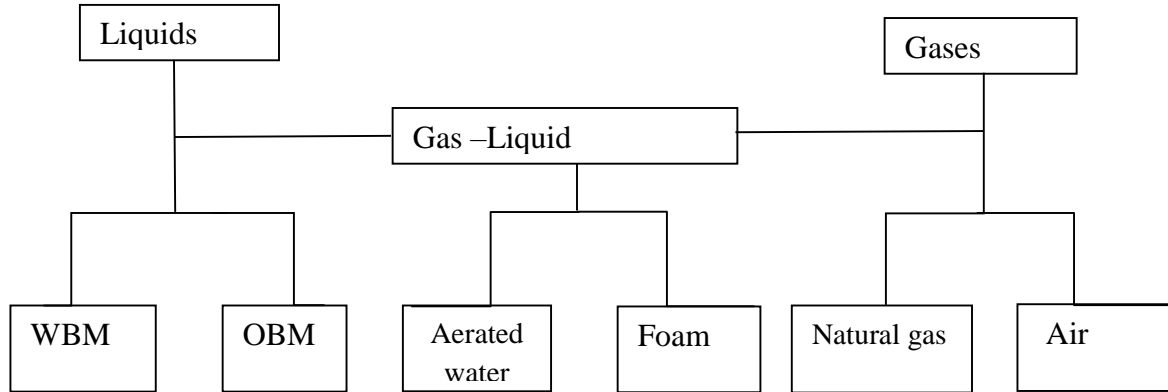 Liquids
Gases
Gas –Liquid
WBM
OBM
Aerated
water
Foam
Natural gas
Air